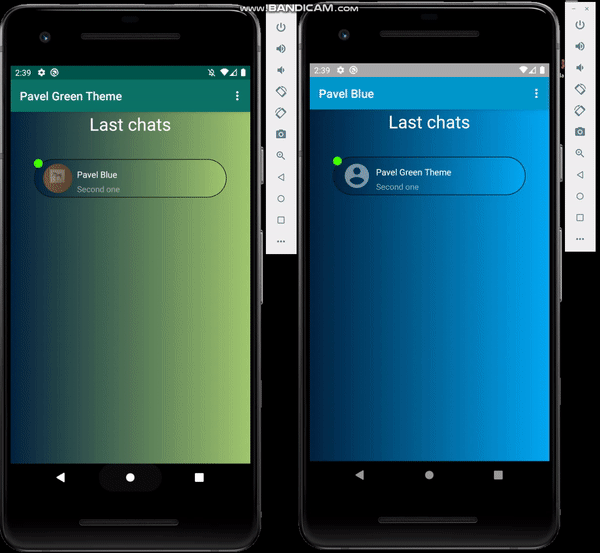 www.BANDICAM.com
2:39
Pavel Green Theme
Last chats
Pavel Blue
Second one
2:39
Pavel Blue
Last chats
Pavel Green Theme
Second one